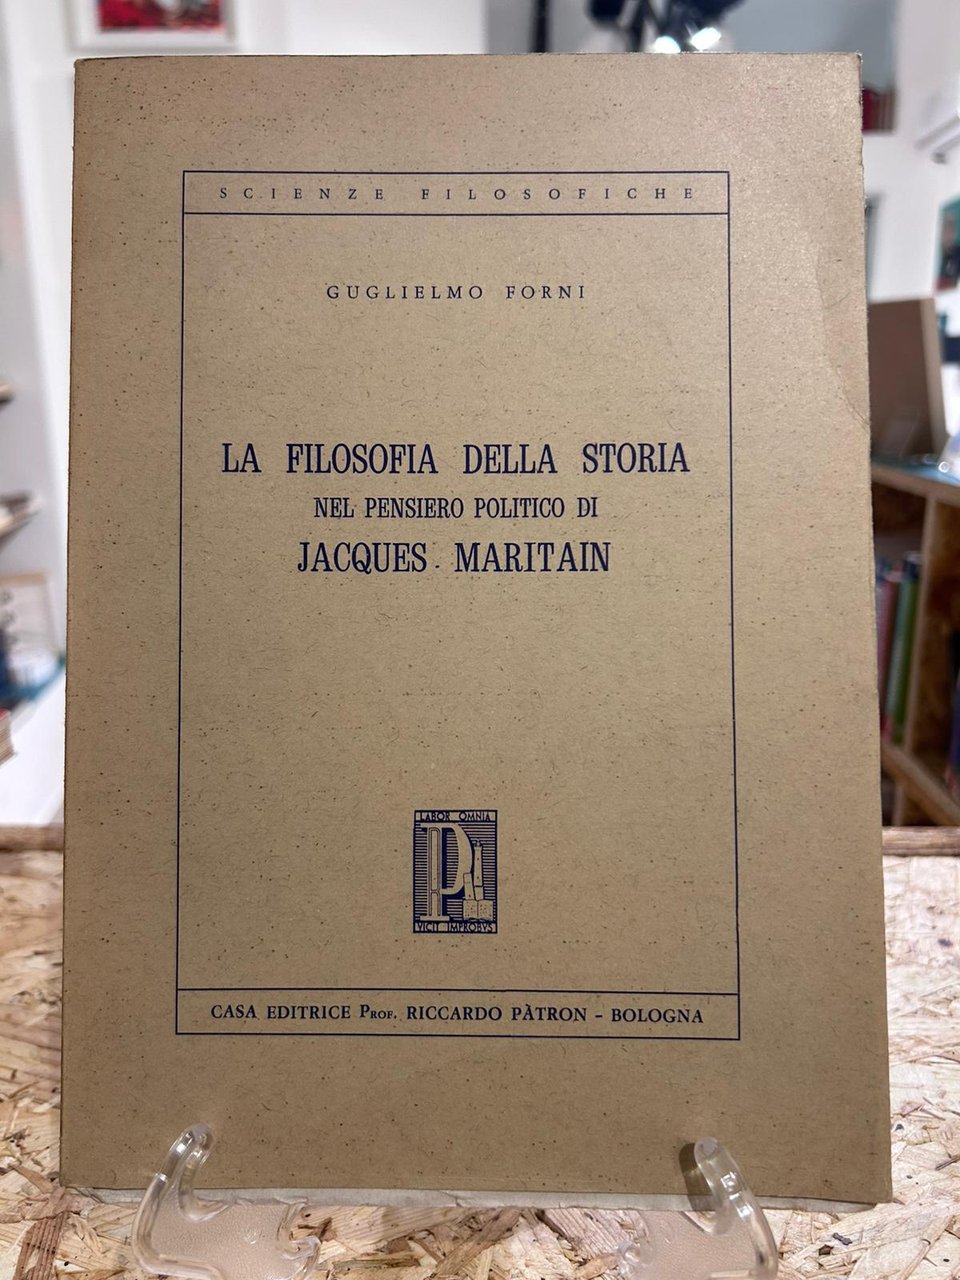 SCIENZE FILOSOFICHE
GUGLIELMO FORNI
LA FILOSOFIA DELLA STORIA
NEL PENSIERO POLITICO DI
JACQUES MARITAIN
LABOR OMNIA
P
VICIT IMPROBVS
CASA EDITRICE Prof. RICCARDO PÀTRON - BOLOGNA